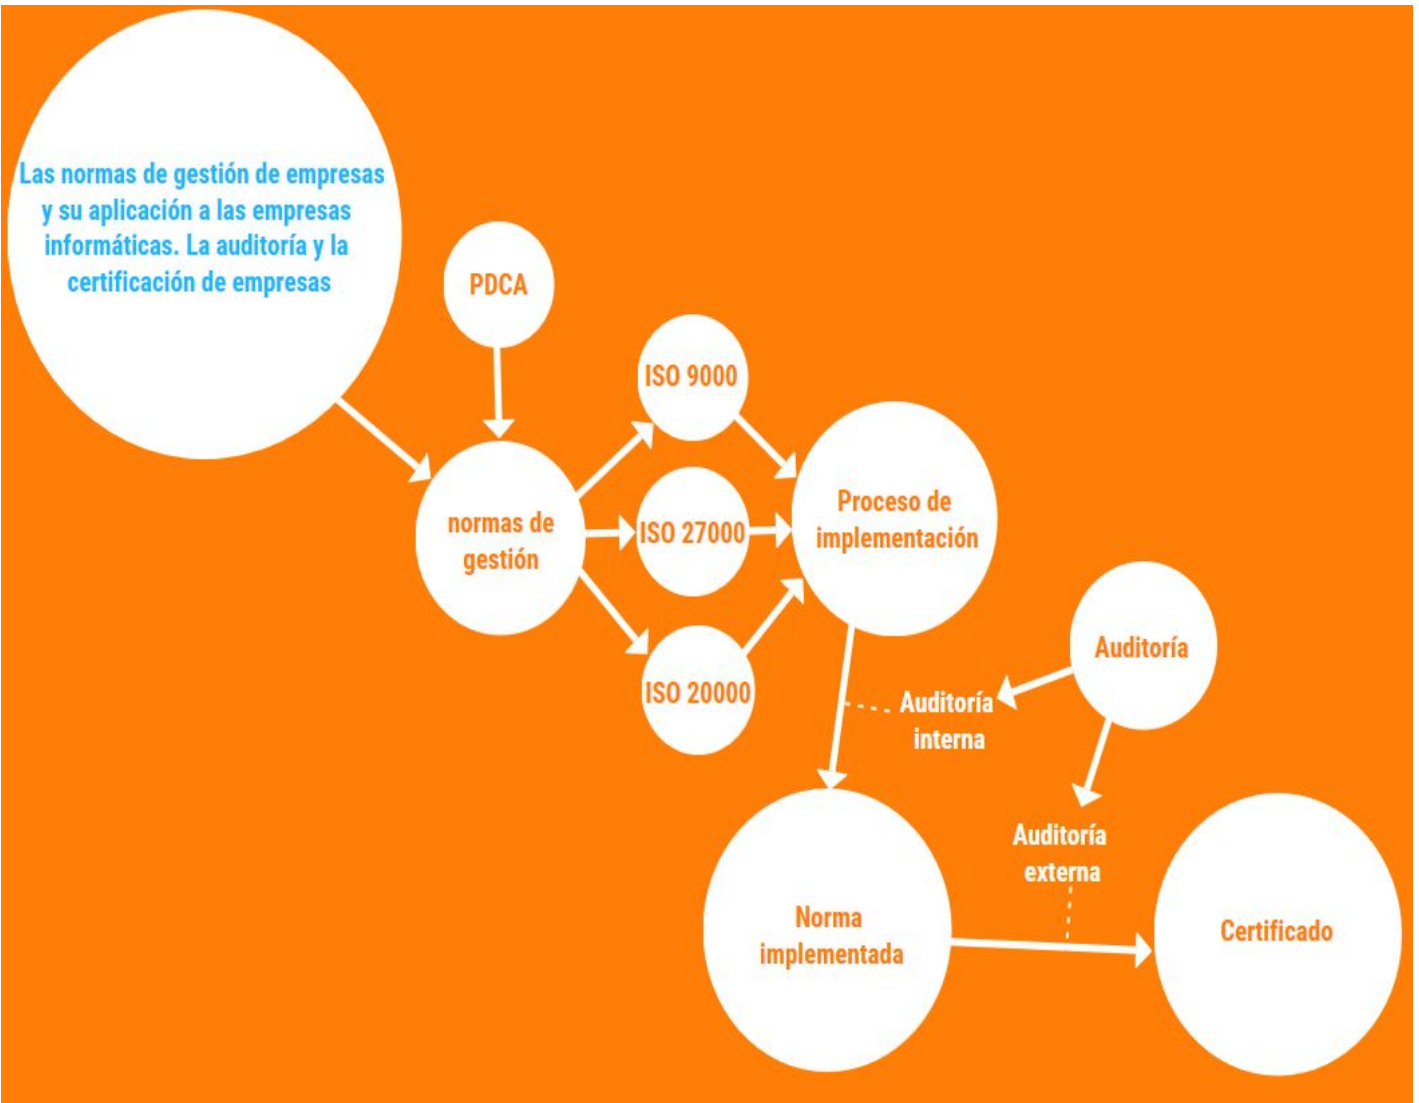 Las normas de gestión de empresas
y su aplicación a las empresas
informáticas. La auditoría y la
certificación de empresas
PDCA
ISO 9000
normas de
gestión
ISO 27000
ISO 20000
Proceso de
implementación
Auditoría
Auditoría
interna
Auditoría
externa
Norma
implementada
Certificado